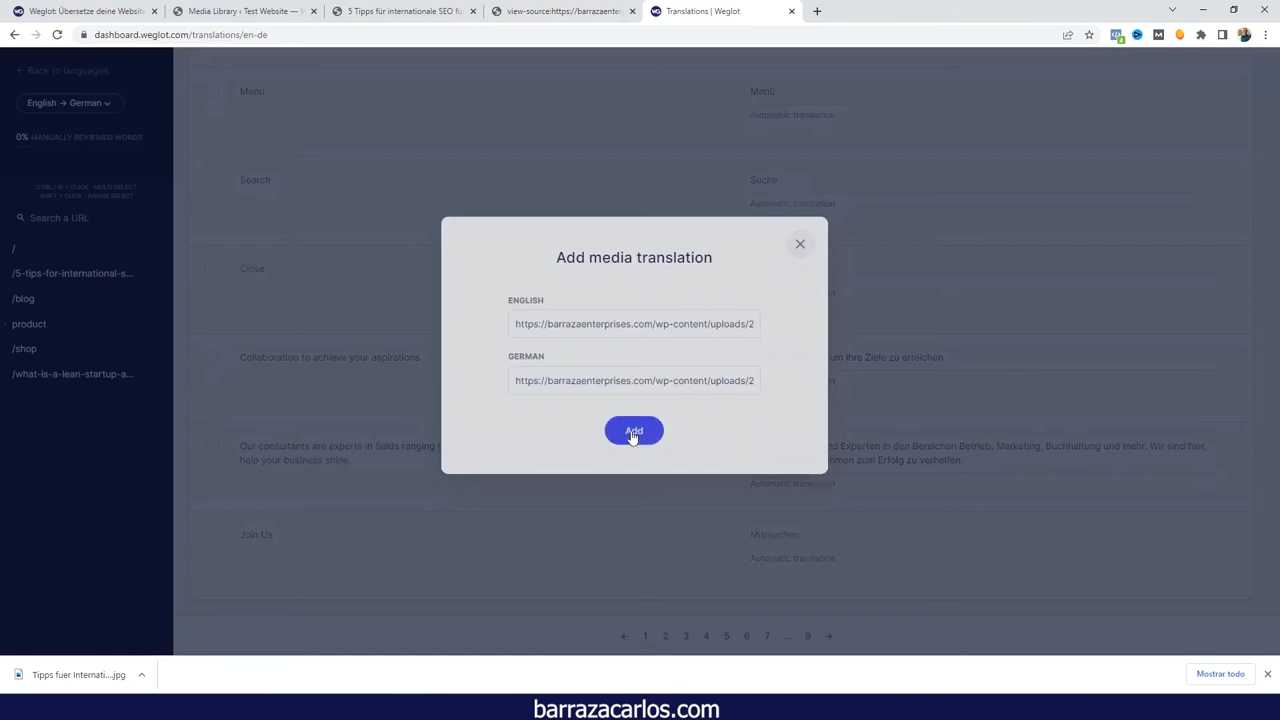 Weglot: Übersetze deine Website
Media Library ‹ Test Website — W
5 Tipps für internationale SEO fü
view-source:https://barrazaenterp
Translations | Weglot
dashboard.weglot.com/translations/en-de
Back to languages
English → German
0% MANUALLY REVIEWED WORDS
CTRL / ⌘ + CLICK - MULTI SELECT
SHIFT + CLICK - RANGE SELECT
Search a URL
/
/5-tips-for-international-s...
/blog
product
/shop
/what-is-a-lean-startup-a...
Menu
Menü
Automatic translation
Search
Suche
Automatic translation
Close
Add media translation
ENGLISH
https://barrazaenterprises.com/wp-content/uploads/2
GERMAN
https://barrazaenterprises.com/wp-content/uploads/2
Add
Collaboration to achieve your aspirations
um Ihre Ziele zu erreichen
Our consultants are experts in fields ranging
help your business shine.
und Experten in den Bereichen Betrieb, Marketing, Buchhaltung und mehr. Wir sind hier,
zum Erfolg zu verhelfen.
Automatic translation
Join Us
Mitmachen
Automatic translation
← 1 2 3 4 5 6 7 ... 9 →
Tipps fuer Internati....jpg
Mostrar todo
barrazacarlos.com